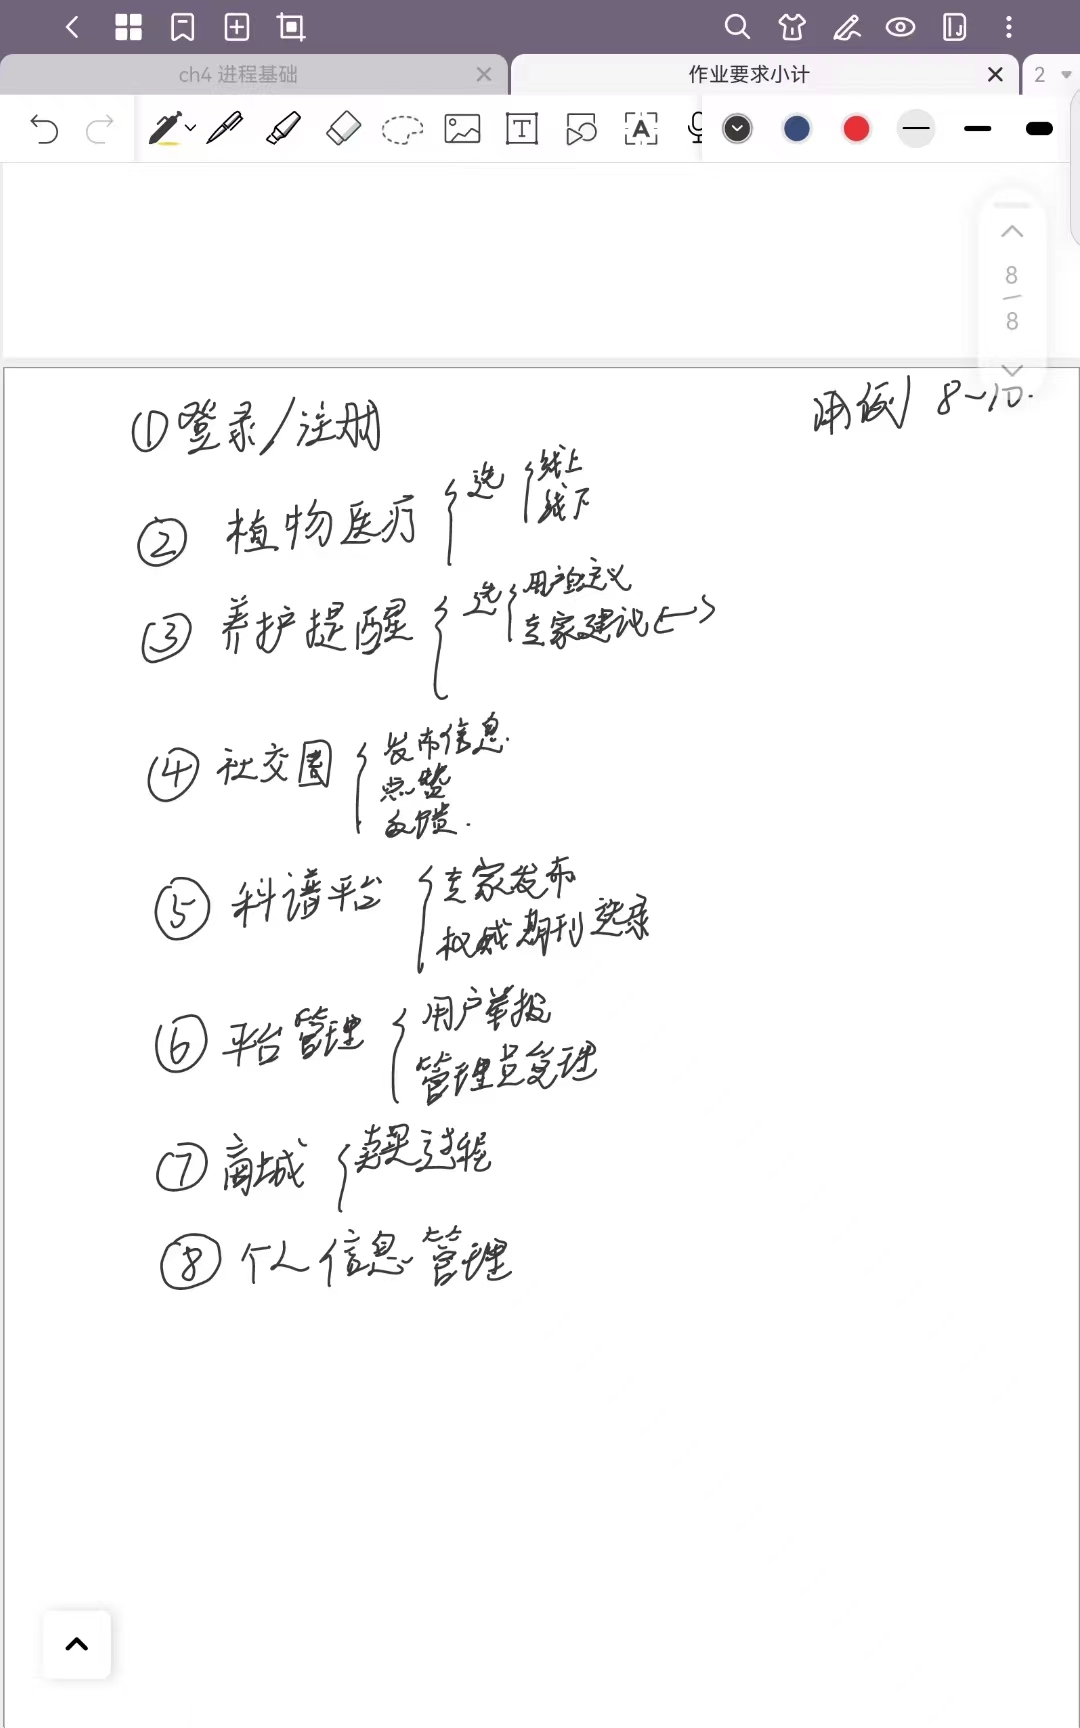 ch4 进程基础
作业要求小计
2
8
8
用例 8~10.
①登录/注册
②植物医疗 选 线上
线下
③养护提醒 选 用户自定义
专家建议
④社交圈 发布信息.
点赞
反馈.
⑤科谱平台 专家发布
权威期刊选录
⑥平台管理 用户举报
管理员受理
⑦商城 卖买过程
⑧个人信息管理